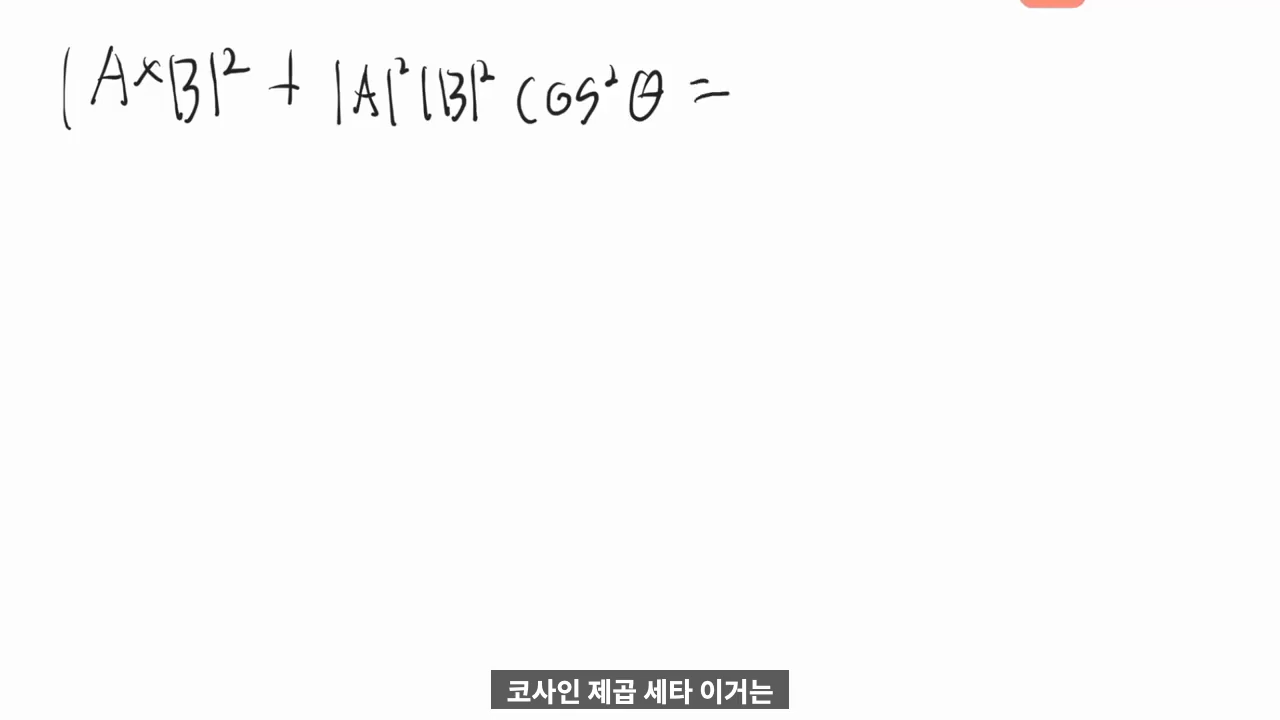 |A×B|² + |A|²|B|² cos²θ =
코사인 제곱 세타 이거는